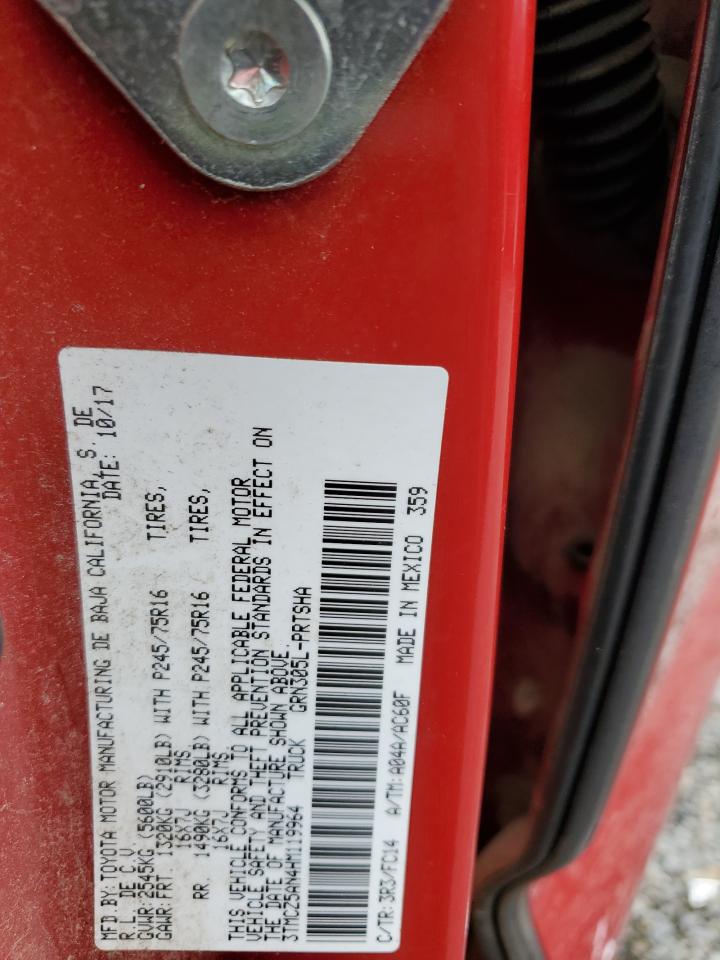 MFD.BY: TOYOTA MOTOR MANUFACTURING DE BAJA CALIFORNIA, S. DE
R.L. DE C.V. DATE: 10/17
GVWR: 2545KG (5600LB)
GAWR: FRT. 1320KG (2910LB) WITH P245/75R16 TIRES,
16X7J RIMS
RR. 1490KG (3280LB) WITH P245/75R16 TIRES,
16X7J RIMS
THIS VEHICLE CONFORMS TO ALL APPLICABLE FEDERAL MOTOR
VEHICLE SAFETY AND THEFT PREVENTION STANDARDS IN EFFECT ON
THE DATE OF MANUFACTURE SHOWN ABOVE.
3TMCZ5AN4HM119964 TRUCK GRN305L-PRTSHA
C/TR: 3R3/FC14 A/TM: A04A/AC60F MADE IN MEXICO 359